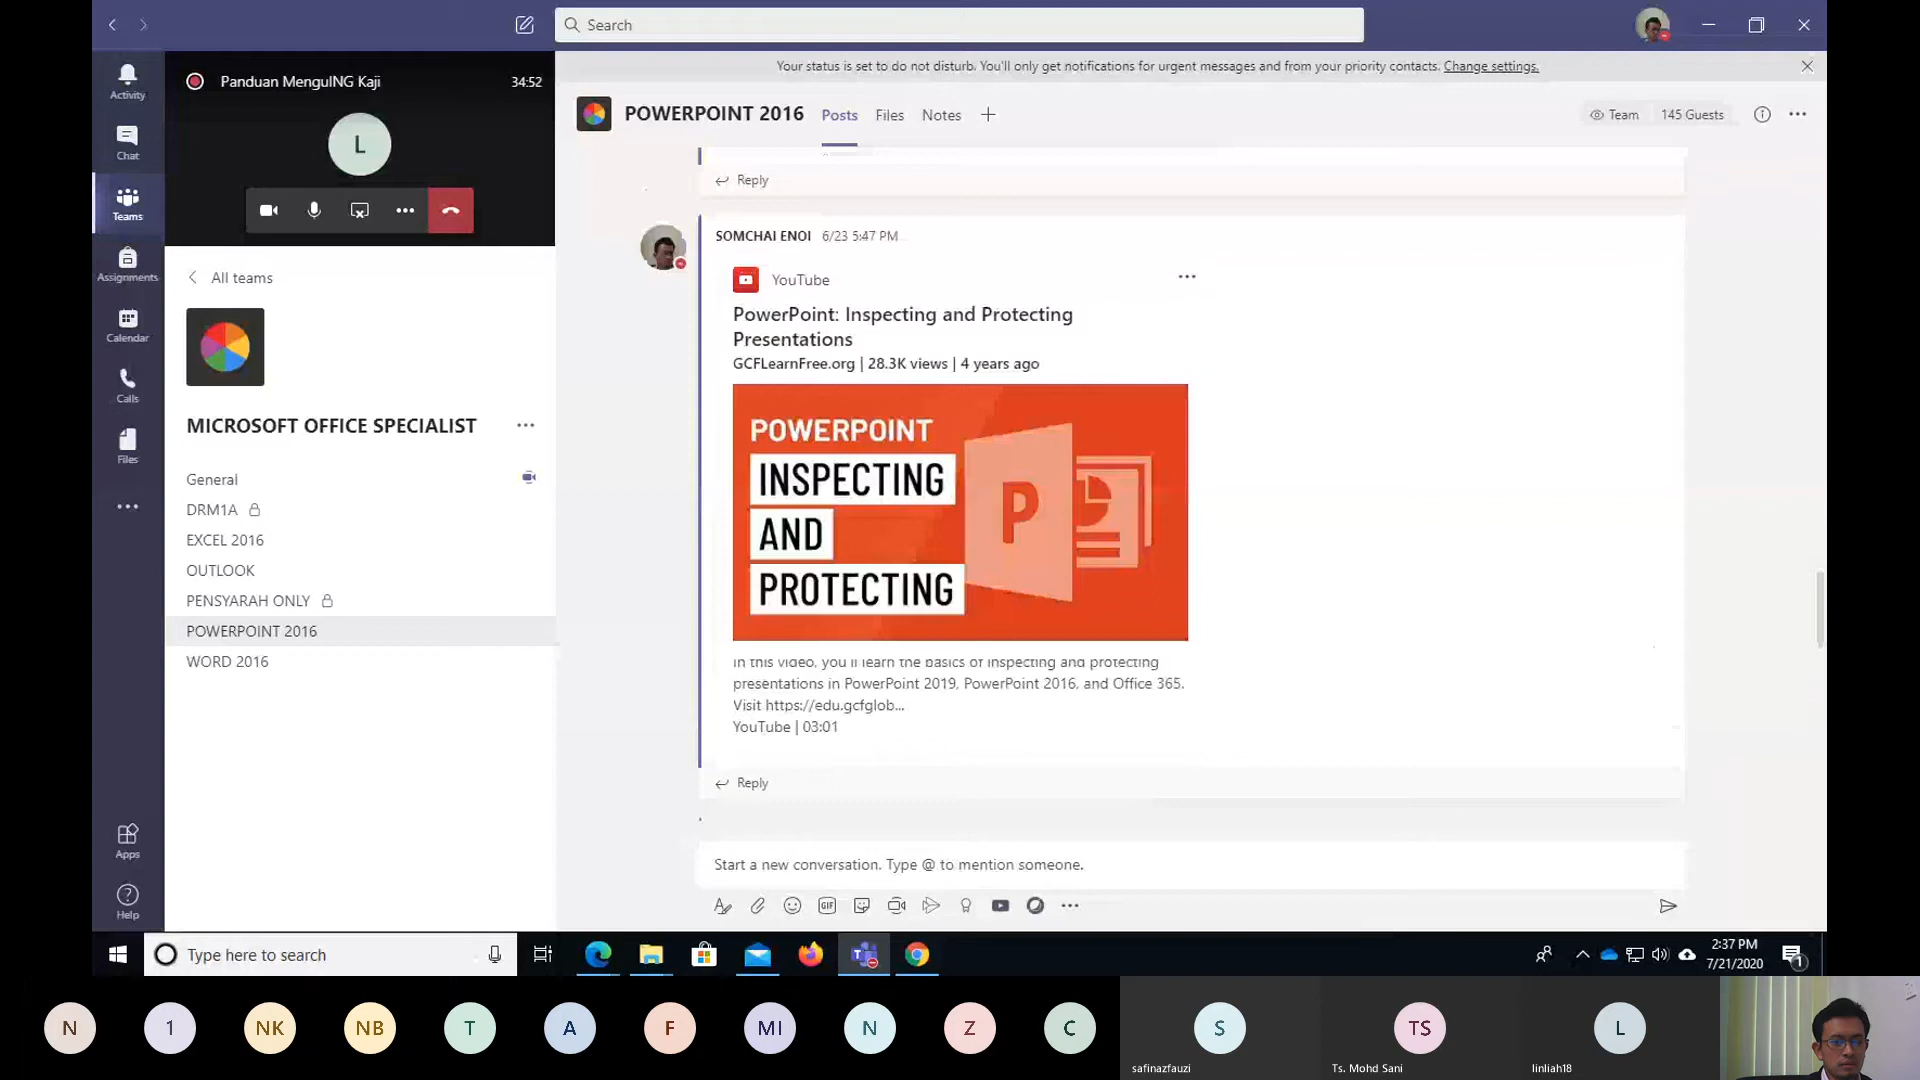 Search
Your status is set to do not disturb. You'll only get notifications for urgent messages and from your priority contacts. Change settings.
Activity
Chat
Teams
Assignments
Calendar
Calls
Files
Apps
Help
Panduan MenguING Kaji
34:52
L
All teams
MICROSOFT OFFICE SPECIALIST
General
DRM1A
EXCEL 2016
OUTLOOK
PENSYARAH ONLY
POWERPOINT 2016
WORD 2016
POWERPOINT 2016 Posts Files Notes
Team 145 Guests
Reply
SOMCHAI ENOI 6/23 5:47 PM
YouTube
PowerPoint: Inspecting and Protecting
Presentations
GCFLearnFree.org | 28.3K views | 4 years ago
POWERPOINT
INSPECTING
AND
PROTECTING
P
In this video, you'll learn the basics of inspecting and protecting
presentations in PowerPoint 2019, PowerPoint 2016, and Office 365.
Visit https://edu.gcfglob...
YouTube | 03:01
Reply
Start a new conversation. Type @ to mention someone.
GIF
Type here to search
2:37 PM
7/21/2020
1
N 1 NK NB T A F MI N Z C S TS L
safinazfauzi Ts. Mohd Sani linliah18